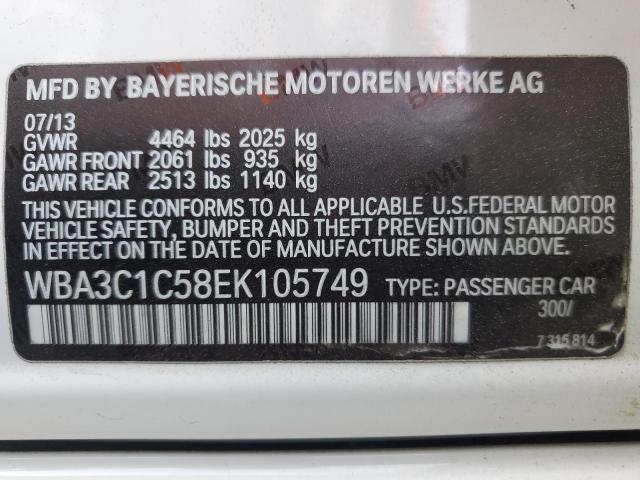 MFD BY BAYERISCHE MOTOREN WERKE AG
07/13
GVWR 4464 lbs 2025 kg
GAWR FRONT 2061 lbs 935 kg
GAWR REAR 2513 lbs 1140 kg
THIS VEHICLE CONFORMS TO ALL APPLICABLE U.S.FEDERAL MOTOR
VEHICLE SAFETY, BUMPER AND THEFT PREVENTION STANDARDS
IN EFFECT ON THE DATE OF MANUFACTURE SHOWN ABOVE.
WBA3C1C58EK105749 TYPE: PASSENGER CAR
300/
7 315 814